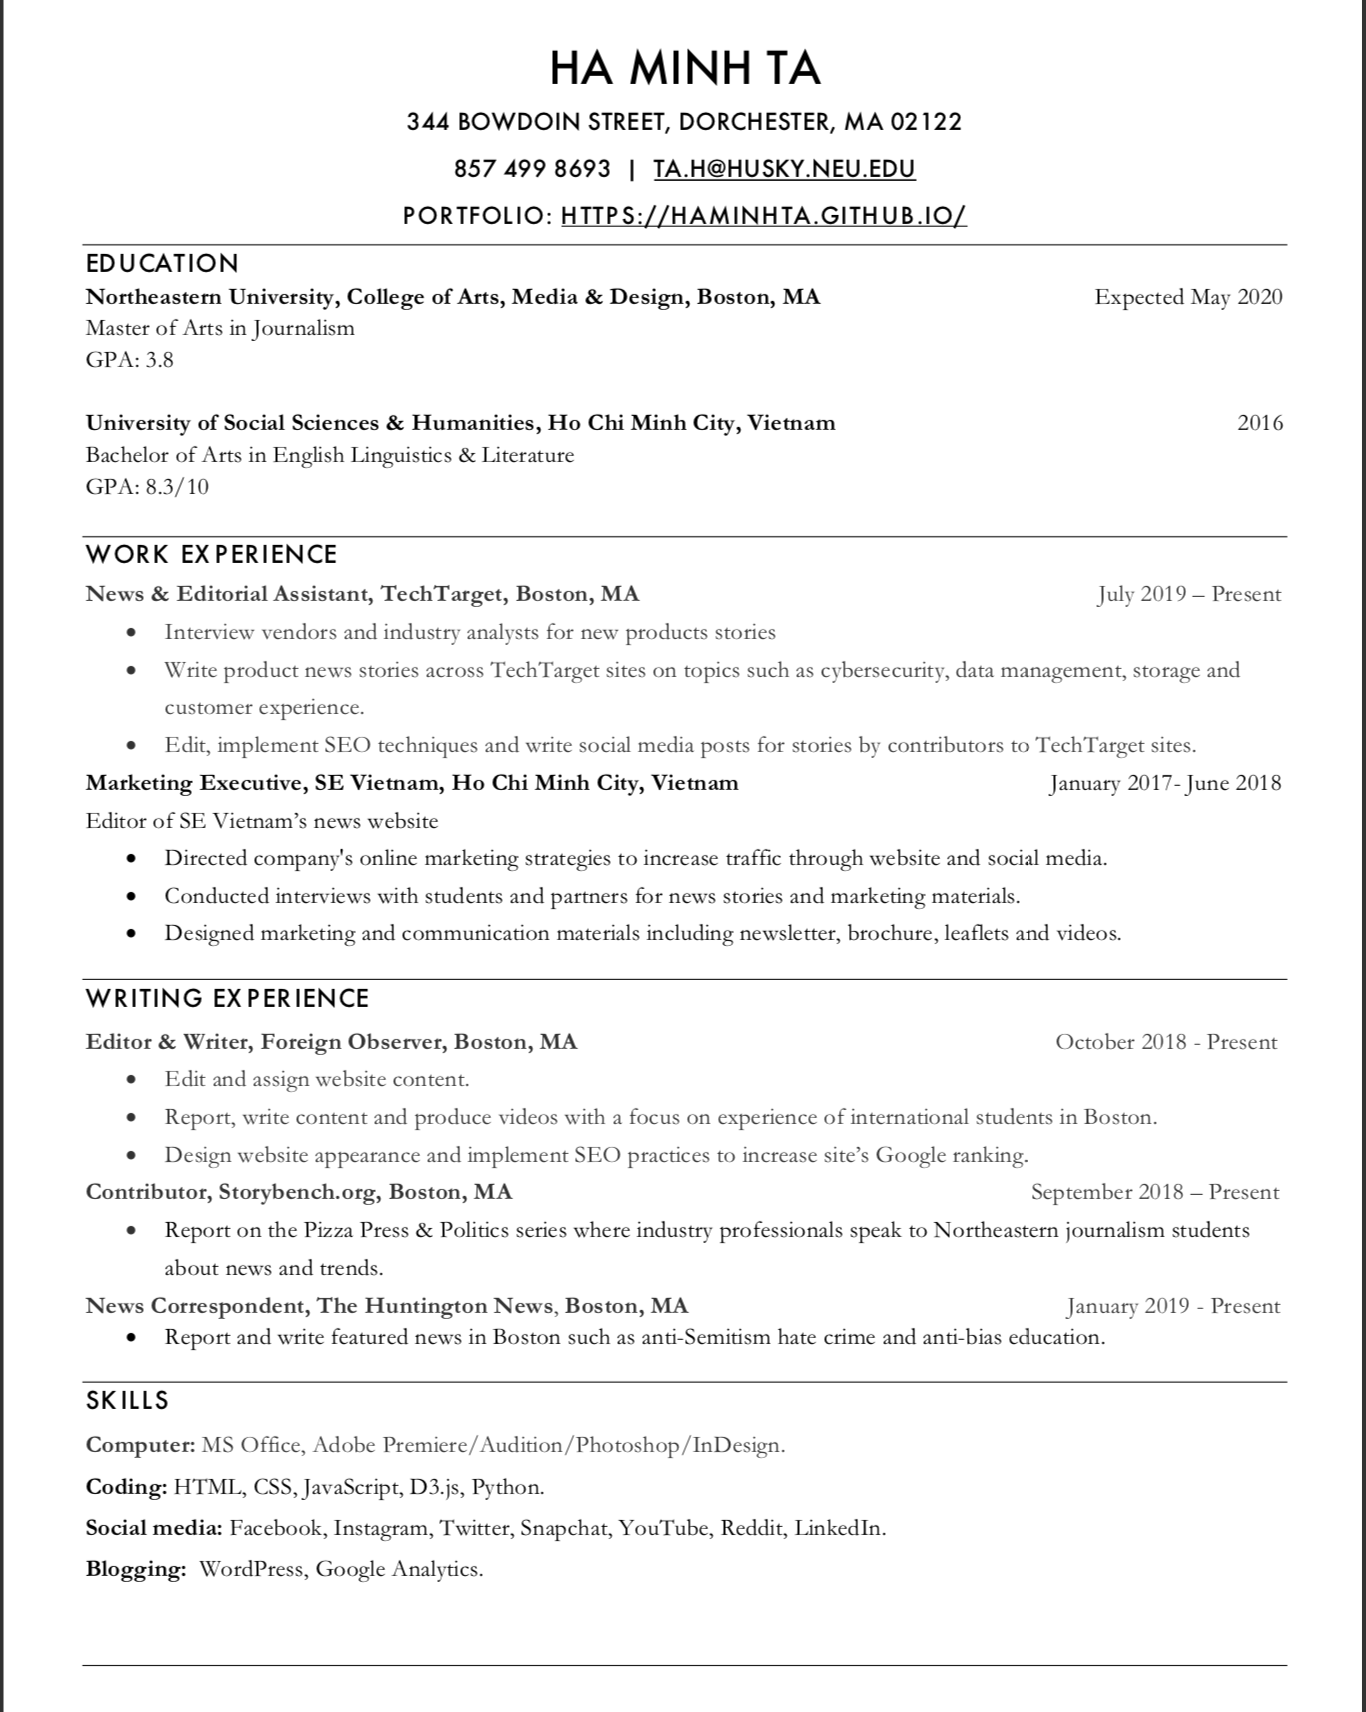 HA MINH TA
344 BOWDOIN STREET, DORCHESTER, MA 02122
857 499 8693 | TA.H@HUSKY.NEU.EDU
PORTFOLIO: HTTPS://HAMINHTA.GITHUB.IO/
EDUCATION
Northeastern University, College of Arts, Media & Design, Boston, MA Expected May 2020
Master of Arts in Journalism
GPA: 3.8
University of Social Sciences & Humanities, Ho Chi Minh City, Vietnam 2016
Bachelor of Arts in English Linguistics & Literature
GPA: 8.3/10
WORK EXPERIENCE
News & Editorial Assistant, TechTarget, Boston, MA July 2019 – Present
• Interview vendors and industry analysts for new products stories
• Write product news stories across TechTarget sites on topics such as cybersecurity, data management, storage and
customer experience.
• Edit, implement SEO techniques and write social media posts for stories by contributors to TechTarget sites.
Marketing Executive, SE Vietnam, Ho Chi Minh City, Vietnam January 2017- June 2018
Editor of SE Vietnam’s news website
• Directed company's online marketing strategies to increase traffic through website and social media.
• Conducted interviews with students and partners for news stories and marketing materials.
• Designed marketing and communication materials including newsletter, brochure, leaflets and videos.
WRITING EXPERIENCE
Editor & Writer, Foreign Observer, Boston, MA October 2018 - Present
• Edit and assign website content.
• Report, write content and produce videos with a focus on experience of international students in Boston.
• Design website appearance and implement SEO practices to increase site’s Google ranking.
Contributor, Storybench.org, Boston, MA September 2018 – Present
• Report on the Pizza Press & Politics series where industry professionals speak to Northeastern journalism students
about news and trends.
News Correspondent, The Huntington News, Boston, MA January 2019 - Present
• Report and write featured news in Boston such as anti-Semitism hate crime and anti-bias education.
SKILLS
Computer: MS Office, Adobe Premiere/Audition/Photoshop/InDesign.
Coding: HTML, CSS, JavaScript, D3.js, Python.
Social media: Facebook, Instagram, Twitter, Snapchat, YouTube, Reddit, LinkedIn.
Blogging: WordPress, Google Analytics.